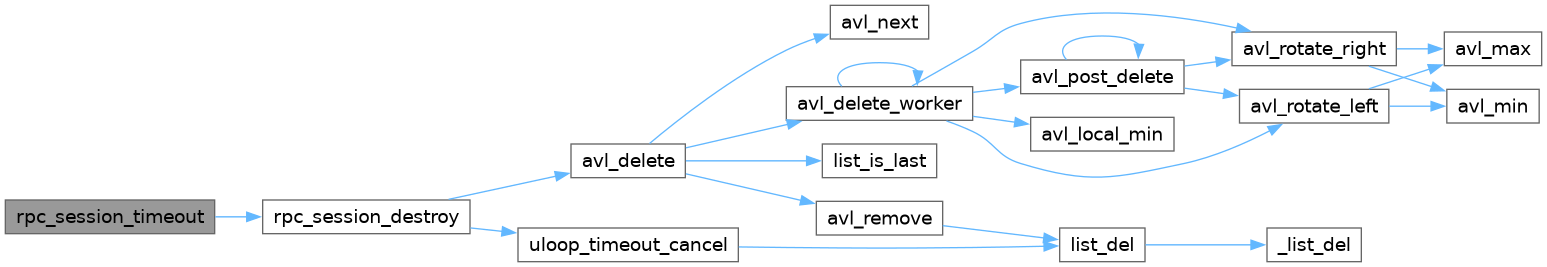 rpc_session_timeout
rpc_session_destroy
avl_delete
uloop_timeout_cancel
avl_next
avl_delete_worker
list_is_last
avl_remove
avl_post_delete
avl_local_min
list_del
avl_rotate_right
avl_rotate_left
_list_del
avl_max
avl_min